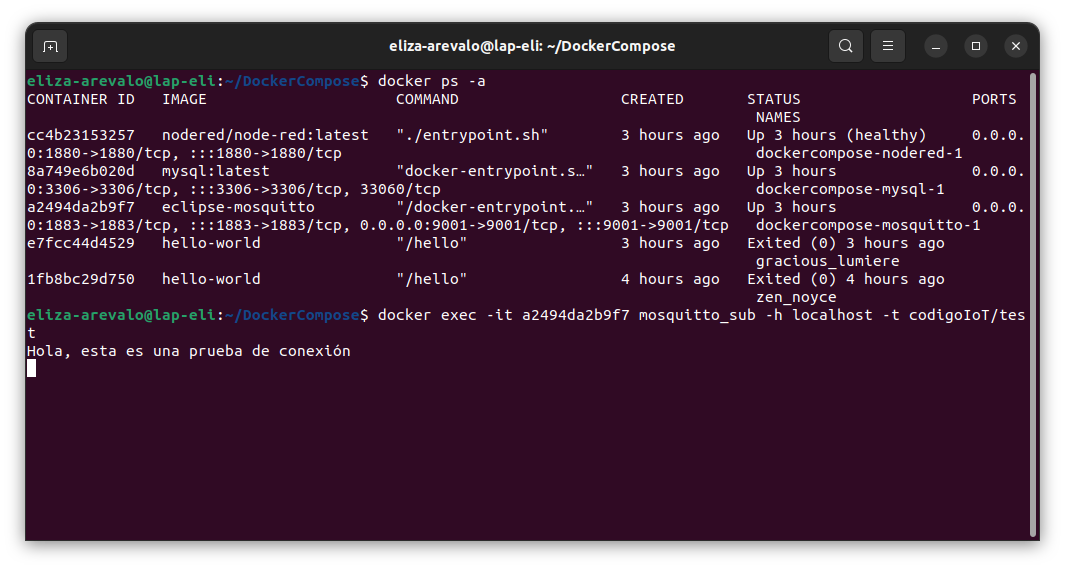 eliza-arevalo@lap-eli: ~/DockerCompose
eliza-arevalo@lap-eli:~/DockerCompose$ docker ps -a
CONTAINER ID   IMAGE                     COMMAND                  CREATED       STATUS                   PORTS
                                                                                 NAMES
cc4b23153257   nodered/node-red:latest   "./entrypoint.sh"        3 hours ago   Up 3 hours (healthy)     0.0.0.
0:1880->1880/tcp, :::1880->1880/tcp                                              dockercompose-nodered-1
8a749e6b020d   mysql:latest              "docker-entrypoint.s…"   3 hours ago   Up 3 hours               0.0.0.
0:3306->3306/tcp, :::3306->3306/tcp, 33060/tcp                                   dockercompose-mysql-1
a2494da2b9f7   eclipse-mosquitto         "/docker-entrypoint.…"   3 hours ago   Up 3 hours               0.0.0.
0:1883->1883/tcp, :::1883->1883/tcp, 0.0.0.0:9001->9001/tcp, :::9001->9001/tcp   dockercompose-mosquitto-1
e7fcc44d4529   hello-world               "/hello"                 3 hours ago   Exited (0) 3 hours ago
                                                                                 gracious_lumiere
1fb8bc29d750   hello-world               "/hello"                 4 hours ago   Exited (0) 4 hours ago
                                                                                 zen_noyce
eliza-arevalo@lap-eli:~/DockerCompose$ docker exec -it a2494da2b9f7 mosquitto_sub -h localhost -t codigoIoT/tes
t
Hola, esta es una prueba de conexión